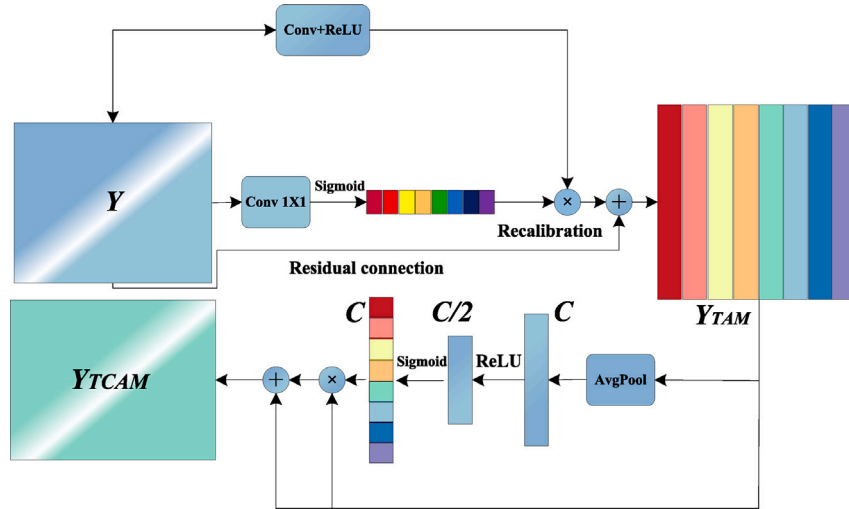 Conv+ReLU
Y
Conv 1X1
Sigmoid
×
+
Recalibration
Residual connection
YTAM
YTCAM
+
×
C
Sigmoid
C/2
ReLU
C
AvgPool